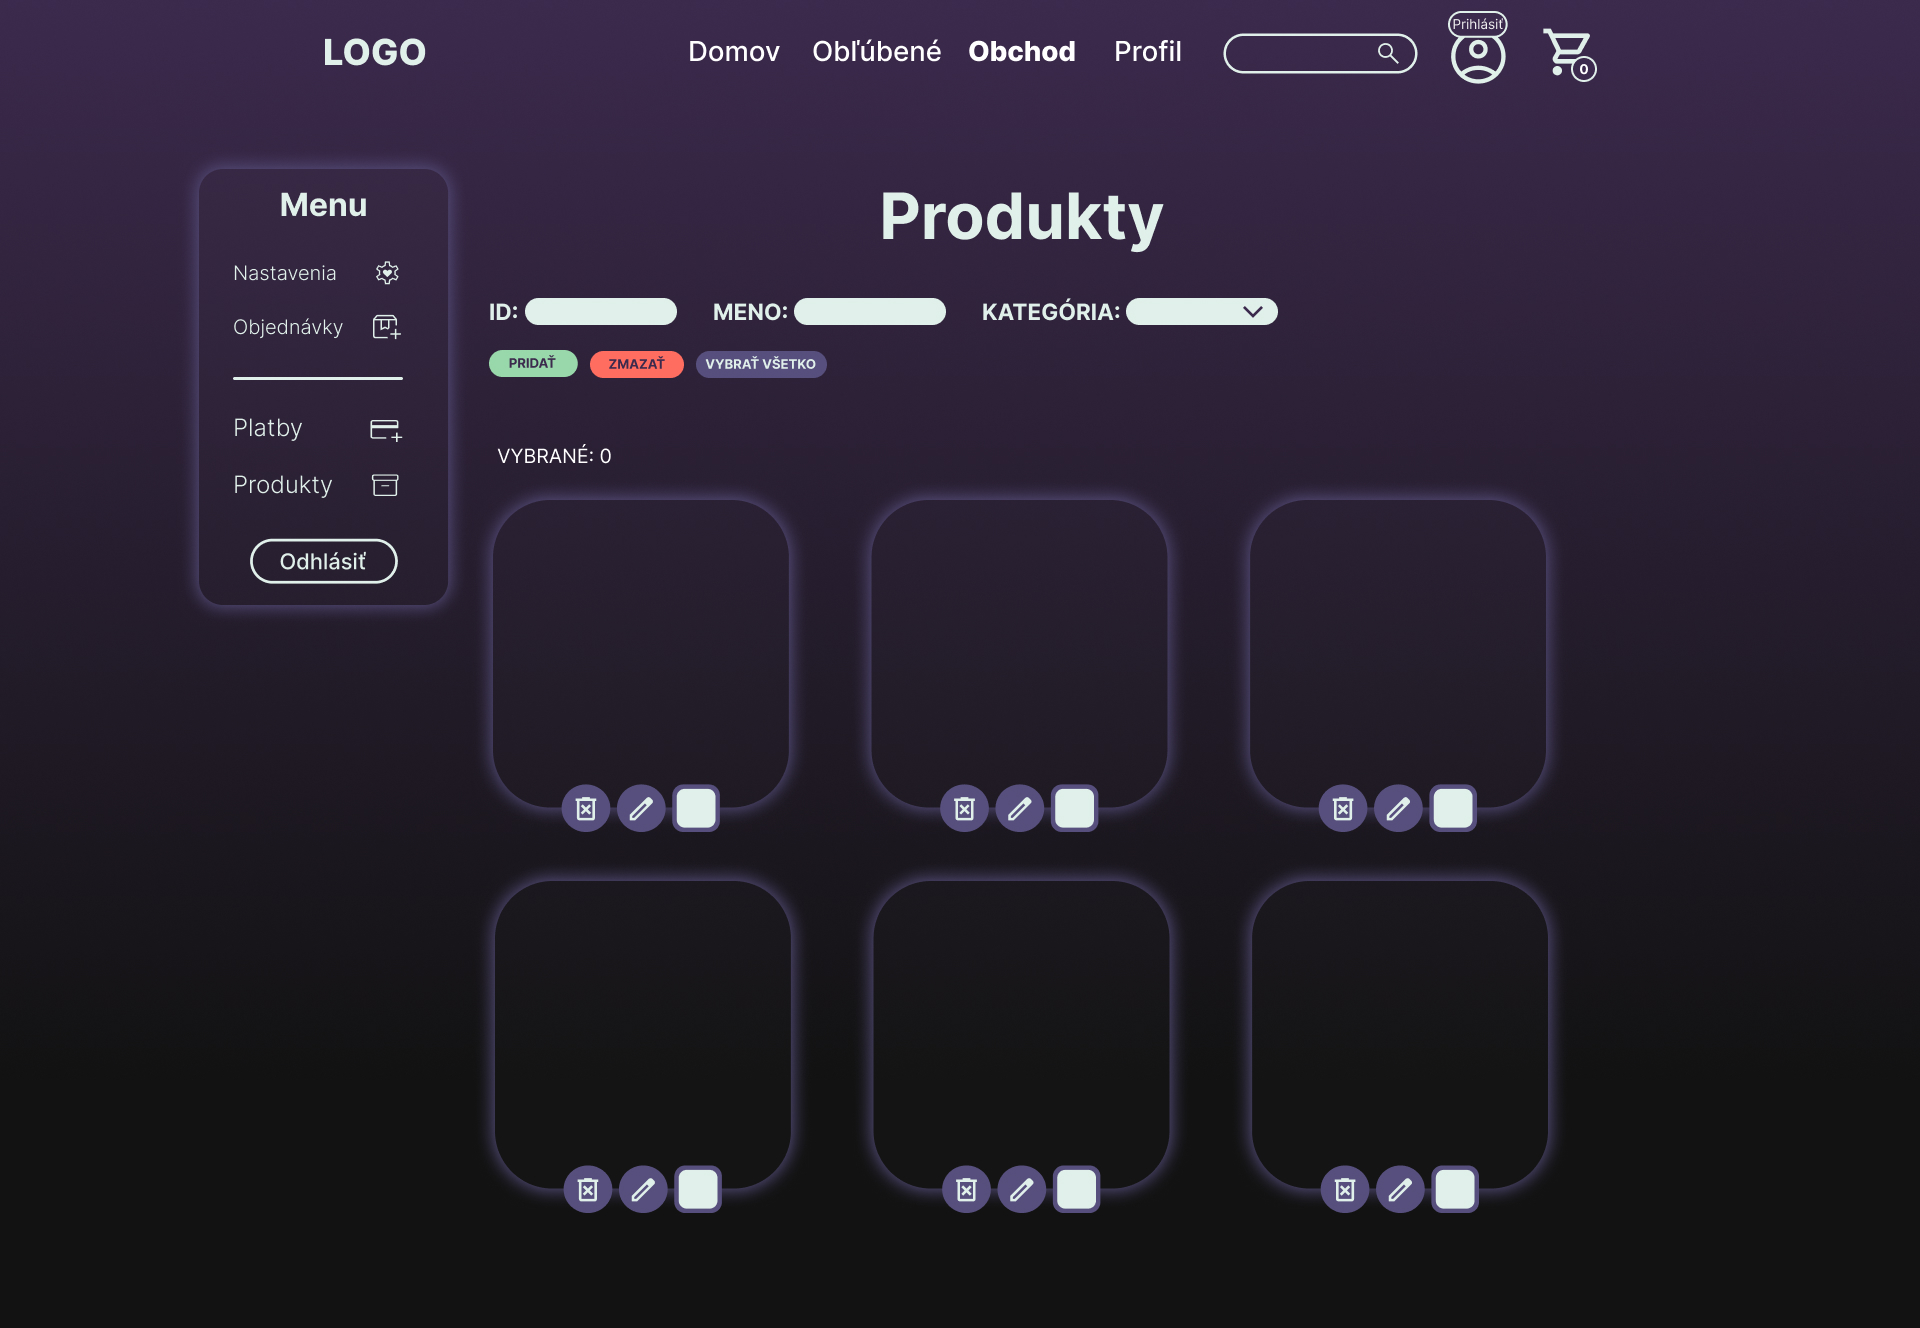 LOGO
Domov Obľúbené Obchod Profil
Prihlásiť
0
Menu
Nastavenia
Objednávky
Platby
Produkty
Odhlásiť
Produkty
ID: MENO: KATEGÓRIA:
PRIDAŤ ZMAZAŤ VYBRAŤ VŠETKO
VYBRANÉ: 0